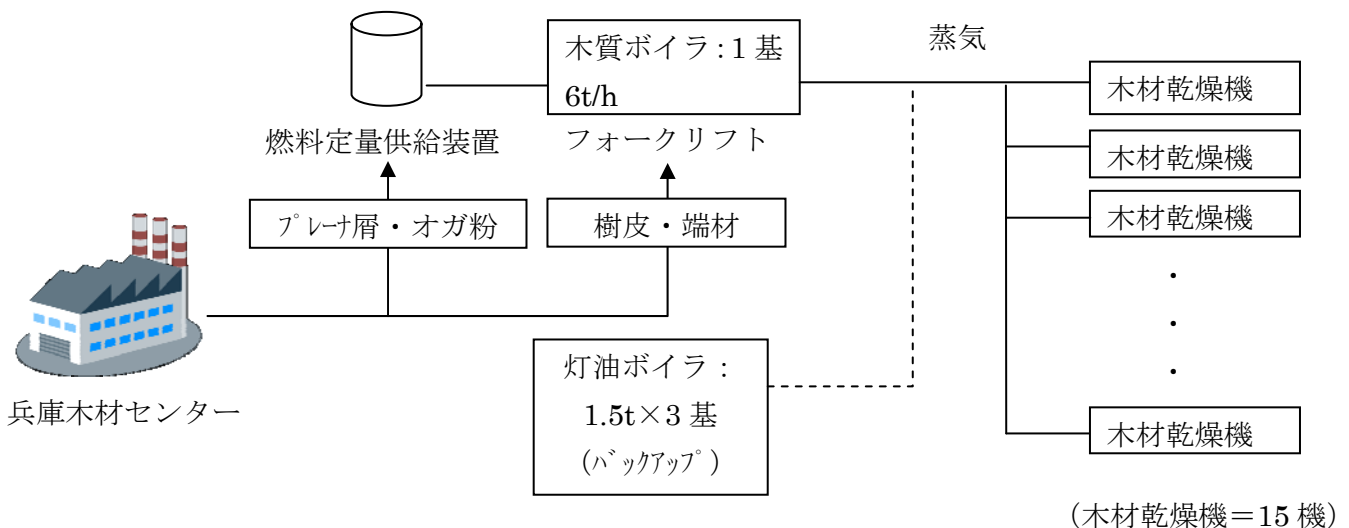 木質ボイラ：1 基
6t/h
蒸気
木材乾燥機
燃料定量供給装置
フォークリフト
木材乾燥機
プレーナ屑・オガ粉
樹皮・端材
木材乾燥機
・
・
・
灯油ボイラ：
1.5t×3 基
（バックアップ）
兵庫木材センター
木材乾燥機
（木材乾燥機＝15 機）